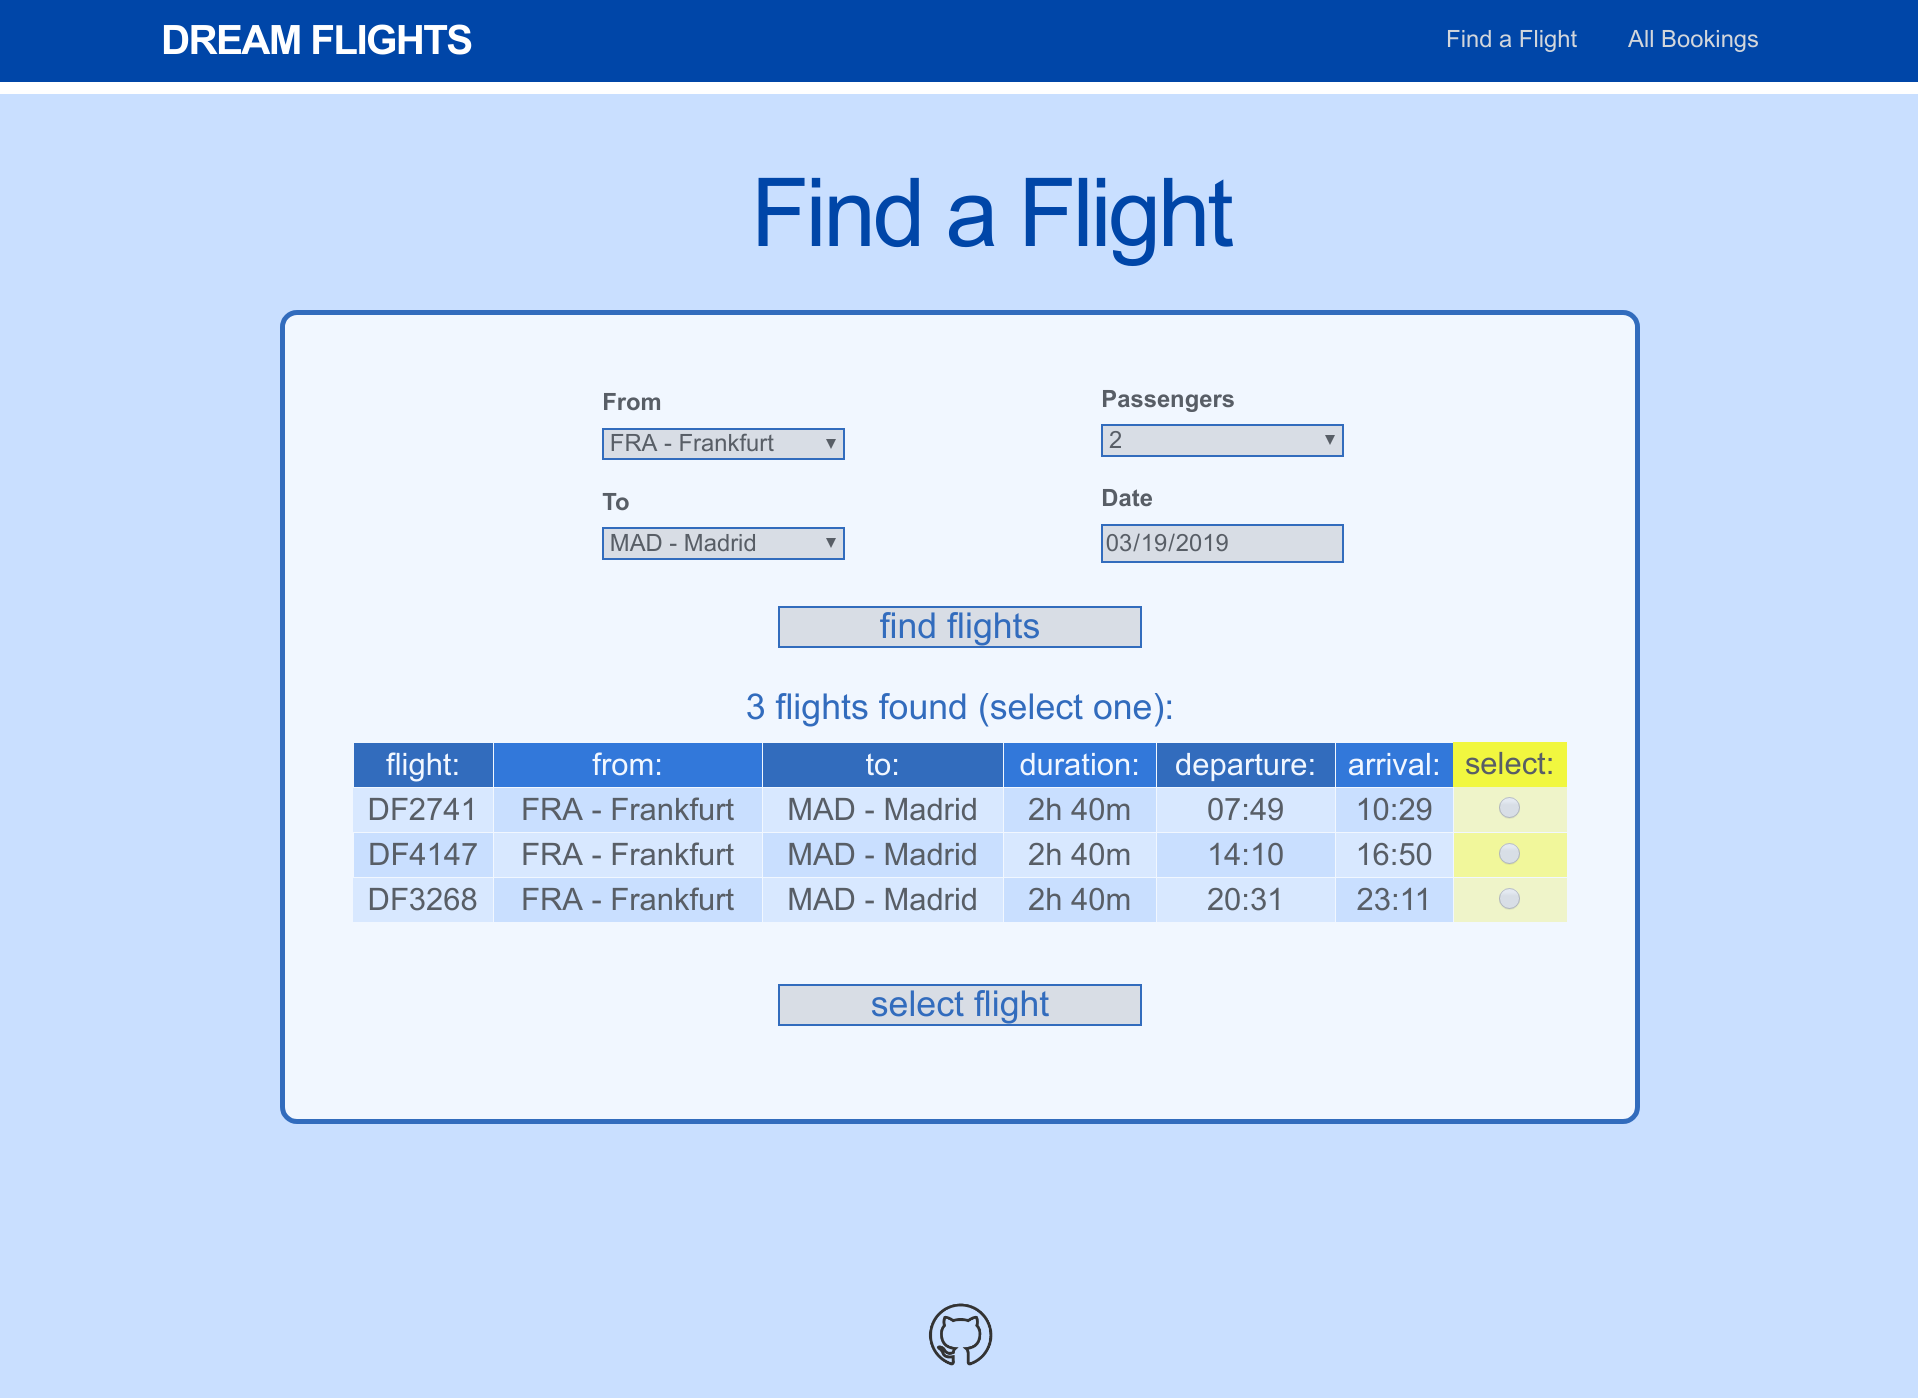 DREAM FLIGHTS Find a Flight All Bookings
Find a Flight
From Passengers
FRA - Frankfurt ▼ 2 ▼
To Date
MAD - Madrid ▼ 03/19/2019
find flights
3 flights found (select one):
flight: from: to: duration: departure: arrival: select:
DF2741 FRA - Frankfurt MAD - Madrid 2h 40m 07:49 10:29
DF4147 FRA - Frankfurt MAD - Madrid 2h 40m 14:10 16:50
DF3268 FRA - Frankfurt MAD - Madrid 2h 40m 20:31 23:11
select flight